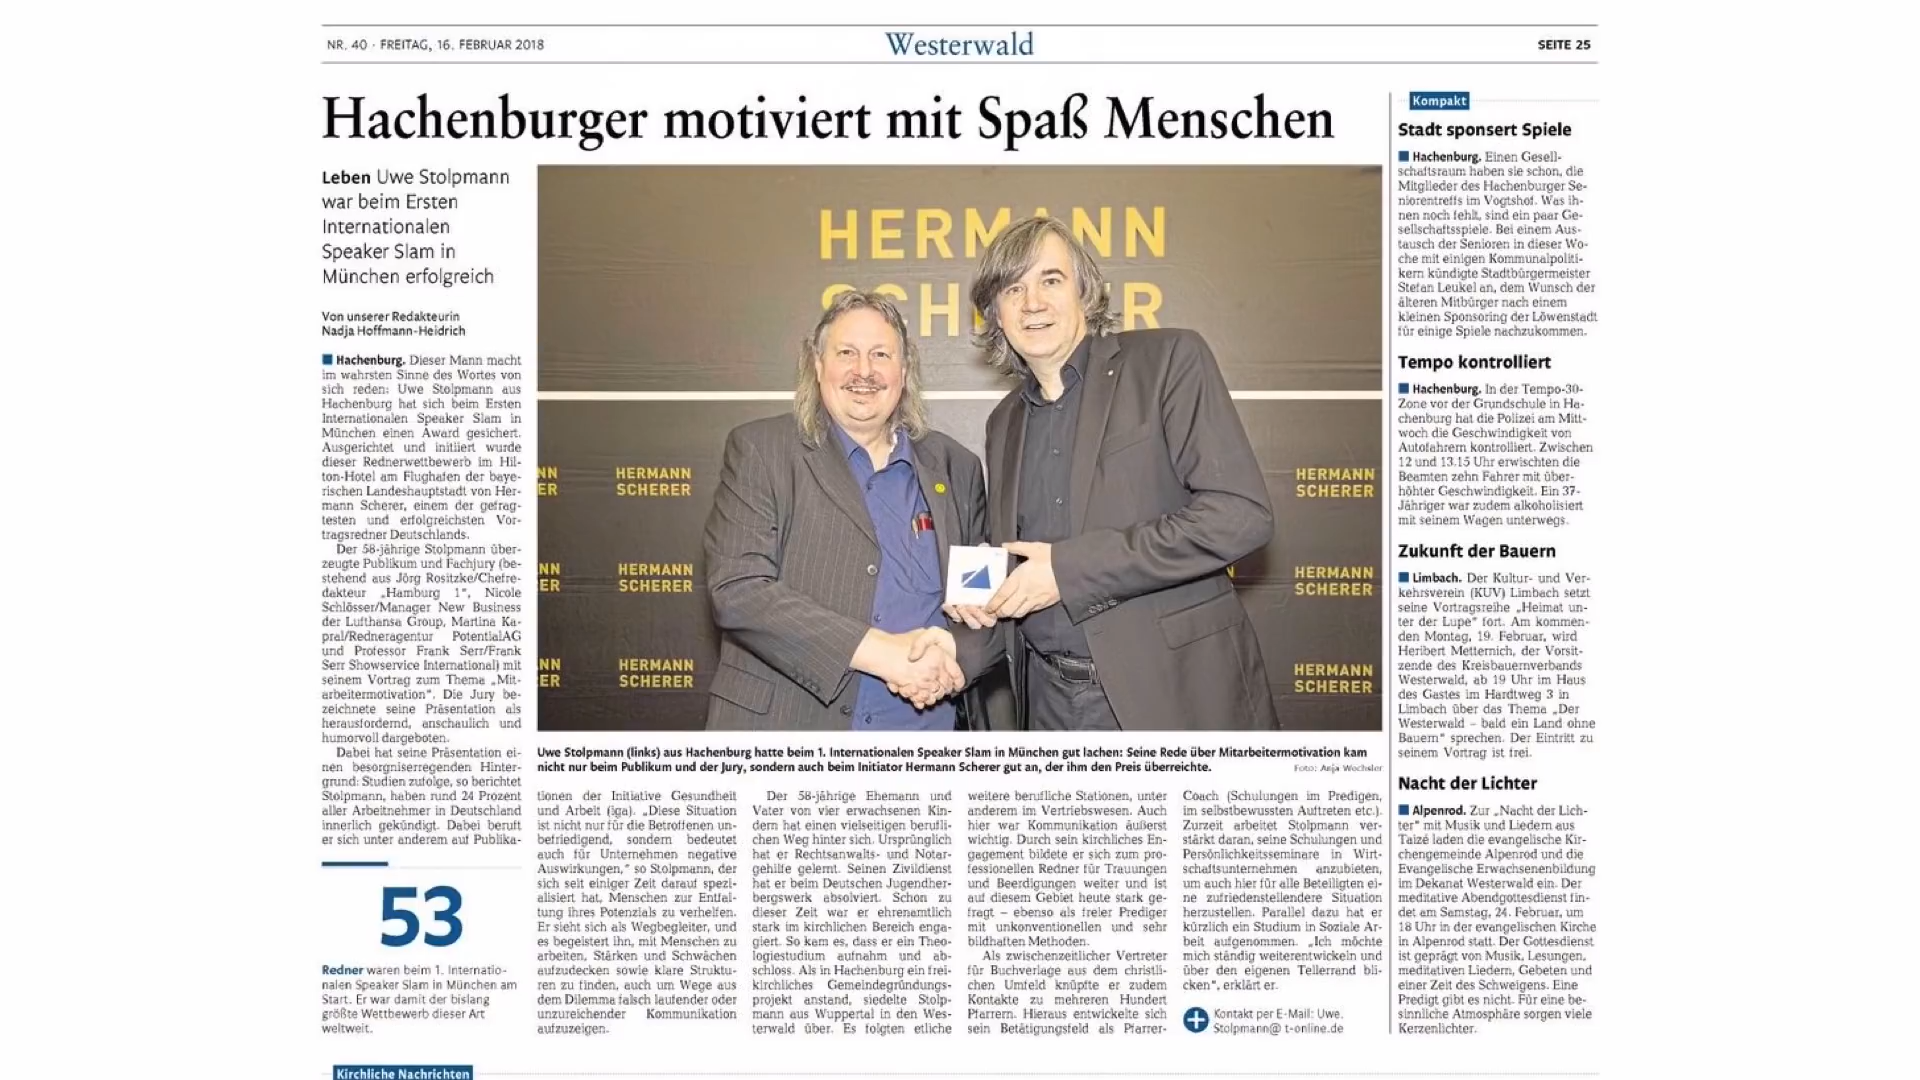 NR. 40 · FREITAG, 16. FEBRUAR 2018
Westerwald
SEITE 25
Hachenburger motiviert mit Spaß Menschen
Leben Uwe Stolpmann
war beim Ersten
Internationalen
Speaker Slam in
München erfolgreich
Von unserer Redakteurin
Nadja Hoffmann-Heidrich
Hachenburg. Dieser Mann macht
im wahrsten Sinne des Wortes von
sich reden: Uwe Stolpmann aus
Hachenburg hat sich beim Ersten
Internationalen Speaker Slam in
München einen Award gesichert.
Ausgerichtet und initiiert wurde
dieser Rednerwettbewerb im Hil-
ton-Hotel am Flughafen der baye-
rischen Landeshauptstadt von Her-
mann Scherer, einem der gefrag-
testen und erfolgreichsten Vor-
tragsredner Deutschlands.
Der 58-jährige Stolpmann über-
zeugte Publikum und Fachjury (be-
stehend aus Jörg Rositzke/Chefre-
dakteur „Hamburg 1“, Nicole
Schlösser/Manager New Business
der Lufthansa Group, Martina Ka-
pral/Redneragentur PotentialAG
und Professor Frank Serr/Frank
Serr Showservice International) mit
seinem Vortrag zum Thema „Mit-
arbeitermotivation“. Die Jury be-
zeichnete seine Präsentation als
herausfordernd, anschaulich und
humorvoll dargeboten.
Dabei hat seine Präsentation ei-
nen besorgniserregenden Hinter-
grund: Studien zufolge, so berichtet
Stolpmann, haben rund 24 Prozent
aller Arbeitnehmer in Deutschland
innerlich gekündigt. Dabei beruft
er sich unter anderem auf Publika-
53
Redner waren beim 1. Internatio-
nalen Speaker Slam in München am
Start. Er war damit der bislang
größte Wettbewerb dieser Art
weltweit.
HERMANN
SCHERER
NN
ER
HERMANN
SCHERER
HERMANN
SCHERER
NN
ER
HERMANN
SCHERER
HERMANN
SCHERER
NN
ER
HERMANN
SCHERER
HERMANN
SCHERER
Uwe Stolpmann (links) aus Hachenburg hatte beim 1. Internationalen Speaker Slam in München gut lachen: Seine Rede über Mitarbeitermotivation kam
nicht nur beim Publikum und der Jury, sondern auch beim Initiator Hermann Scherer gut an, der ihm den Preis überreichte.
Foto: Anja Wechsler
tionen der Initiative Gesundheit
und Arbeit (iga). „Diese Situation
ist nicht nur für die Betroffenen un-
befriedigend, sondern bedeutet
auch für Unternehmen negative
Auswirkungen,“ so Stolpmann, der
sich seit einiger Zeit darauf spezi-
alisiert hat, Menschen zur Entfal-
tung ihres Potenzials zu verhelfen.
Er sieht sich als Wegbegleiter, und
es begeistert ihn, mit Menschen zu
arbeiten, Stärken und Schwächen
aufzudecken sowie klare Struktu-
ren zu finden, auch um Wege aus
dem Dilemma falsch laufender oder
unzureichender Kommunikation
aufzuzeigen.
Der 58-jährige Ehemann und
Vater von vier erwachsenen Kin-
dern hat einen vielseitigen berufli-
chen Weg hinter sich. Ursprünglich
hat er Rechtsanwalts- und Notar-
gehilfe gelernt. Seinen Zivildienst
hat er beim Deutschen Jugendher-
bergswerk absolviert. Schon zu
dieser Zeit war er ehrenamtlich
stark im kirchlichen Bereich enga-
giert. So kam es, dass er ein Theo-
logiestudium aufnahm und ab-
schloss. Als in Hachenburg ein frei-
kirchliches Gemeindegründungs-
projekt anstand, siedelte Stolp-
mann aus Wuppertal in den Wes-
terwald über. Es folgten etliche
weitere berufliche Stationen, unter
anderem im Vertriebswesen. Auch
hier war Kommunikation äußerst
wichtig. Durch sein kirchliches En-
gagement bildete er sich zum pro-
fessionellen Redner für Trauungen
und Beerdigungen weiter und ist
auf diesem Gebiet heute stark ge-
fragt – ebenso als freier Prediger
mit unkonventionellen und sehr
bildhaften Methoden.
Als zwischenzeitlicher Vertreter
für Buchverlage aus dem christli-
chen Umfeld knüpfte er zudem
Kontakte zu mehreren Hundert
Pfarrern. Hieraus entwickelte sich
sein Betätigungsfeld als Pfarrer-
Coach (Schulungen im Predigen,
im selbstbewussten Auftreten etc.).
Zurzeit arbeitet Stolpmann ver-
stärkt daran, seine Schulungen und
Persönlichkeitsseminare in Wirt-
schaftsunternehmen anzubieten,
um auch hier für alle Beteiligten ei-
ne zufriedenstellendere Situation
herzustellen. Parallel dazu hat er
kürzlich ein Studium in Soziale Ar-
beit aufgenommen. „Ich möchte
mich ständig weiterentwickeln und
über den eigenen Tellerrand bli-
cken“, erklärt er.
Kontakt per E-Mail: Uwe.
Stolpmann@ t-online.de
Kompakt
Stadt sponsert Spiele
Hachenburg. Einen Gesell-
schaftsraum haben sie schon, die
Mitglieder des Hachenburger Se-
niorentreffs im Vogtshof. Was ih-
nen noch fehlt, sind ein paar Ge-
sellschaftsspiele. Bei einem Aus-
tausch der Senioren in dieser Wo-
che mit einigen Kommunalpoliti-
kern kündigte Stadtbürgermeister
Stefan Leukel an, dem Wunsch der
älteren Mitbürger nach einem
kleinen Sponsoring der Löwenstadt
für einige Spiele nachzukommen.
Tempo kontrolliert
Hachenburg. In der Tempo-30-
Zone vor der Grundschule in Ha-
chenburg hat die Polizei am Mitt-
woch die Geschwindigkeit von
Autofahrern kontrolliert. Zwischen
12 und 13.15 Uhr erwischten die
Beamten zehn Fahrer mit über-
höhter Geschwindigkeit. Ein 37-
Jähriger war zudem alkoholisiert
mit seinem Wagen unterwegs.
Zukunft der Bauern
Limbach. Der Kultur- und Ver-
kehrsverein (KUV) Limbach setzt
seine Vortragsreihe „Heimat un-
ter der Lupe“ fort. Am kommen-
den Montag, 19. Februar, wird
Heribert Metternich, der Vorsit-
zende des Kreisbauernverbands
Westerwald, ab 19 Uhr im Haus
des Gastes im Hardtweg 3 in
Limbach über das Thema „Der
Westerwald – bald ein Land ohne
Bauern“ sprechen. Der Eintritt zu
seinem Vortrag ist frei.
Nacht der Lichter
Alpenrod. Zur „Nacht der Lich-
ter“ mit Musik und Liedern aus
Taizé laden die evangelische Kir-
chengemeinde Alpenrod und die
Evangelische Erwachsenenbildung
im Dekanat Westerwald ein. Der
meditative Abendgottesdienst fin-
det am Samstag, 24. Februar, um
18 Uhr in der evangelischen Kirche
in Alpenrod statt. Der Gottesdienst
ist geprägt von Musik, Lesungen,
meditativen Liedern, Gebeten und
einer Zeit des Schweigens. Eine
Predigt gibt es nicht. Für eine be-
sinnliche Atmosphäre sorgen viele
Kerzenlichter.
Kirchliche Nachrichten